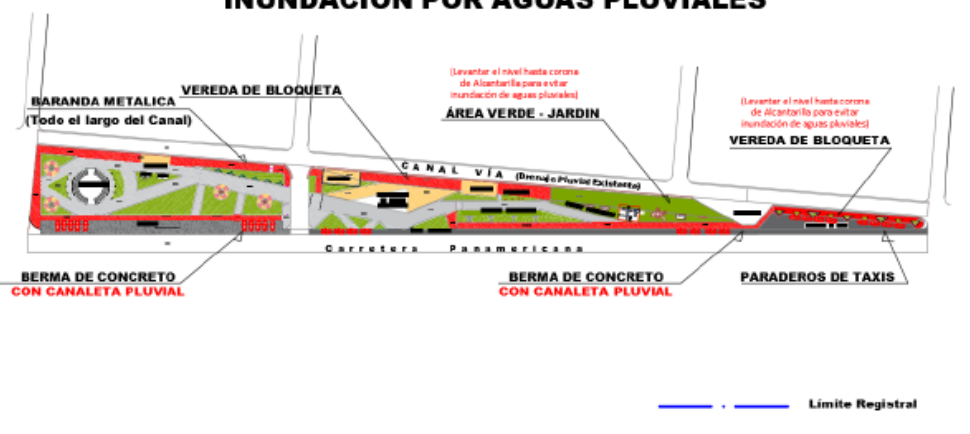 INUNDACION POR AGUAS PLUVIALES
(Levantar el nivel hasta corona
de Alcantarilla para evitar
inundación de aguas pluviales)
ÁREA VERDE - JARDIN
VEREDA DE BLOQUETA
BARANDA METALICA
(Todo el largo del Canal)
(Levantar el nivel hasta corona
de Alcantarilla para evitar
inundación de aguas pluviales)
VEREDA DE BLOQUETA
CANAL VÍA (Drenaje Pluvial Existente)
Carretera Panamericana
BERMA DE CONCRETO
CON CANALETA PLUVIAL
BERMA DE CONCRETO
CON CANALETA PLUVIAL
PARADEROS DE TAXIS
Límite Registral